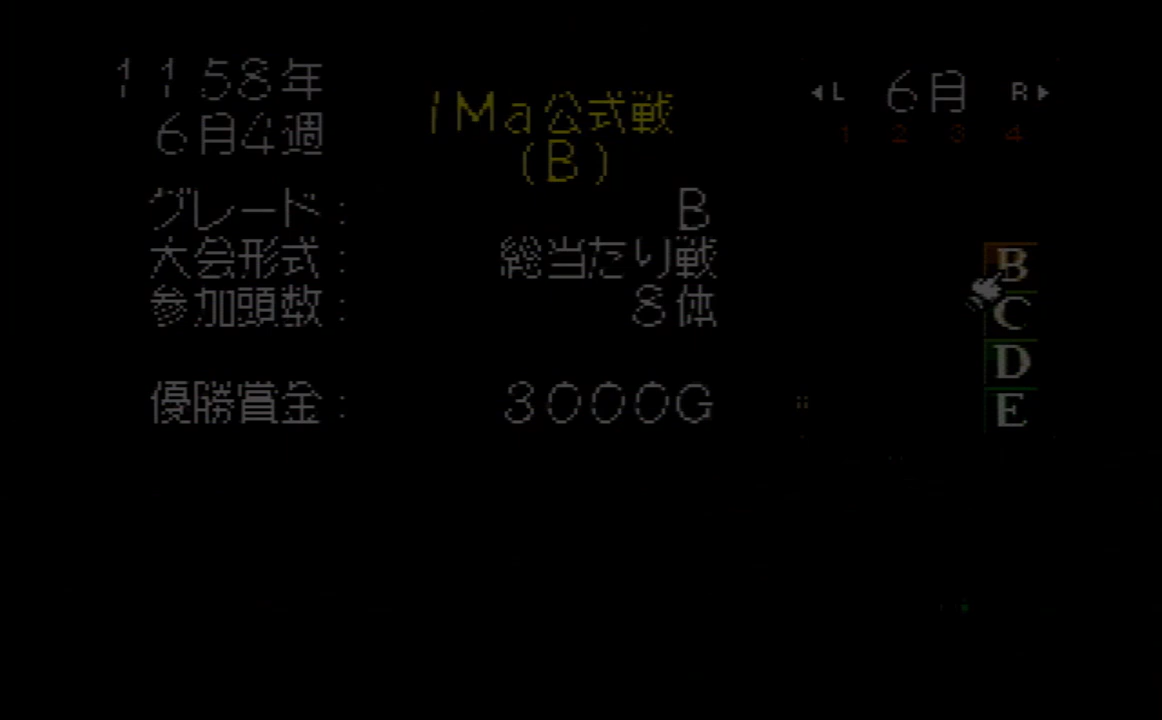 1158年
6月4週
IMa公式戦
(B)
グレード: B
大会形式: 総当たり戦
参加頭数: 8体
優勝賞金: 3000G
◀L 6月 R▶
1 2 3 4
B
C
D
E